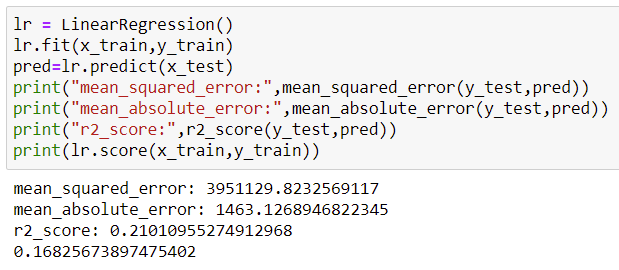 lr = LinearRegression()
lr.fit(x_train,y_train)
pred=lr.predict(x_test)
print("mean_squared_error:",mean_squared_error(y_test,pred))
print("mean_absolute_error:",mean_absolute_error(y_test,pred))
print("r2_score:",r2_score(y_test,pred))
print(lr.score(x_train,y_train))
mean_squared_error: 3951129.8232569117
mean_absolute_error: 1463.1268946822345
r2_score: 0.21010955274912968
0.16825673897475402